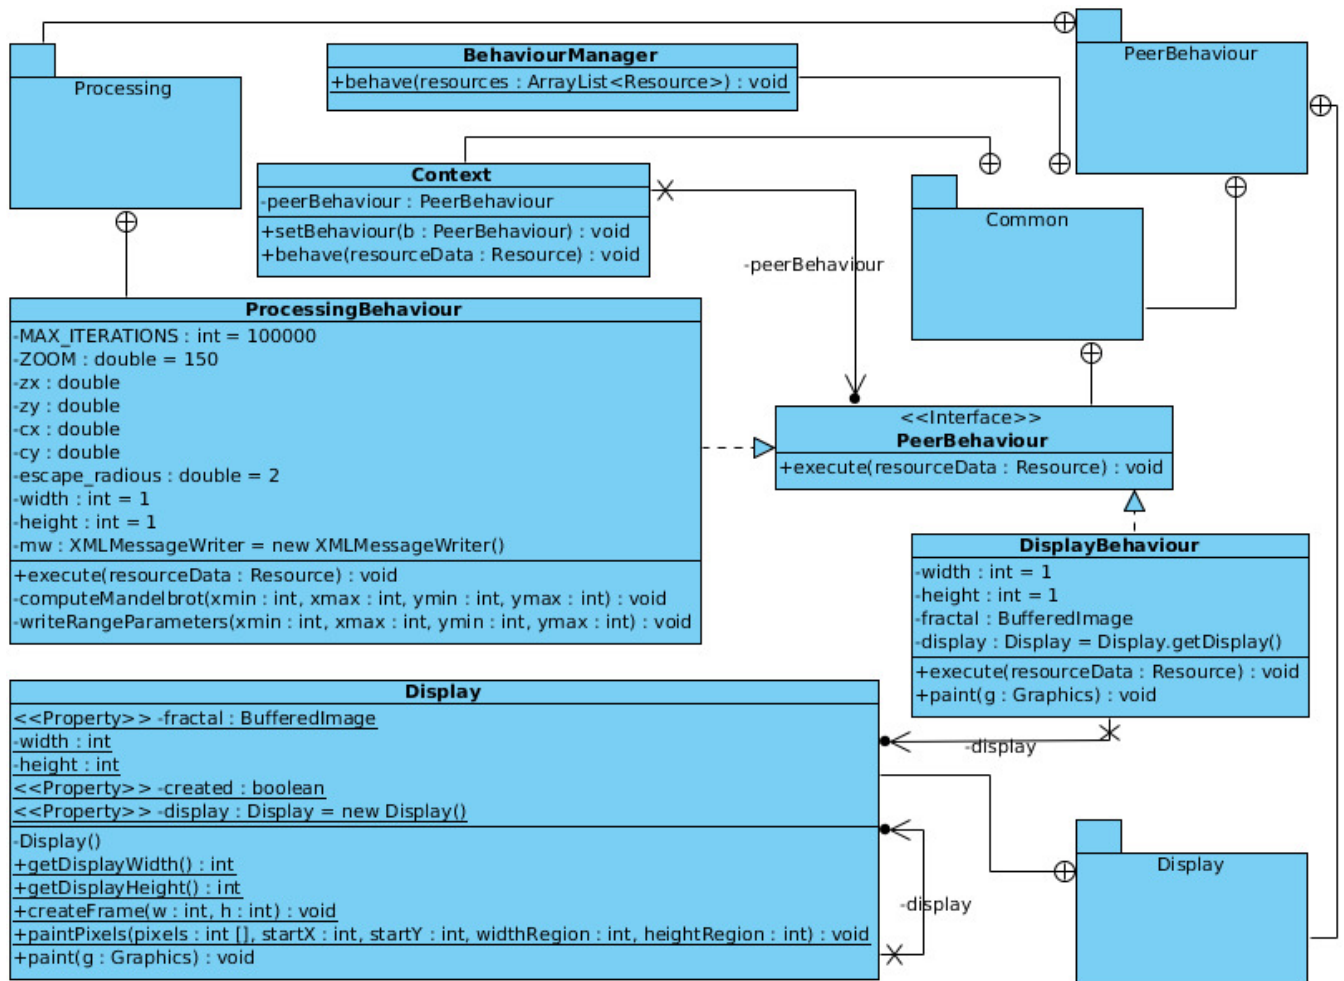 PeerBehaviour
Processing
BehaviourManager
+behave(resources : ArrayList<Resource>) : void
Context
-peerBehaviour : PeerBehaviour
+setBehaviour(b : PeerBehaviour) : void
+behave(resourceData : Resource) : void
Common
-peerBehaviour
ProcessingBehaviour
-MAX_ITERATIONS : int = 100000
-ZOOM : double = 150
-zx : double
-zy : double
-cx : double
-cy : double
-escape_radious : double = 2
-width : int = 1
-height : int = 1
-mw : XMLMessageWriter = new XMLMessageWriter()
+execute(resourceData : Resource) : void
-computeMandelbrot(xmin : int, xmax : int, ymin : int, ymax : int) : void
-writeRangeParameters(xmin : int, xmax : int, ymin : int, ymax : int) : void
<<Interface>>
PeerBehaviour
+execute(resourceData : Resource) : void
DisplayBehaviour
-width : int = 1
-height : int = 1
-fractal : BufferedImage
-display : Display = Display.getDisplay()
+execute(resourceData : Resource) : void
+paint(g : Graphics) : void
Display
<<Property>> -fractal : BufferedImage
-width : int
-height : int
<<Property>> -created : boolean
<<Property>> -display : Display = new Display()
-Display()
+getDisplayWidth() : int
+getDisplayHeight() : int
+createFrame(w : int, h : int) : void
+paintPixels(pixels : int [], startX : int, startY : int, widthRegion : int, heightRegion : int) : void
+paint(g : Graphics) : void
-display
-display
Display